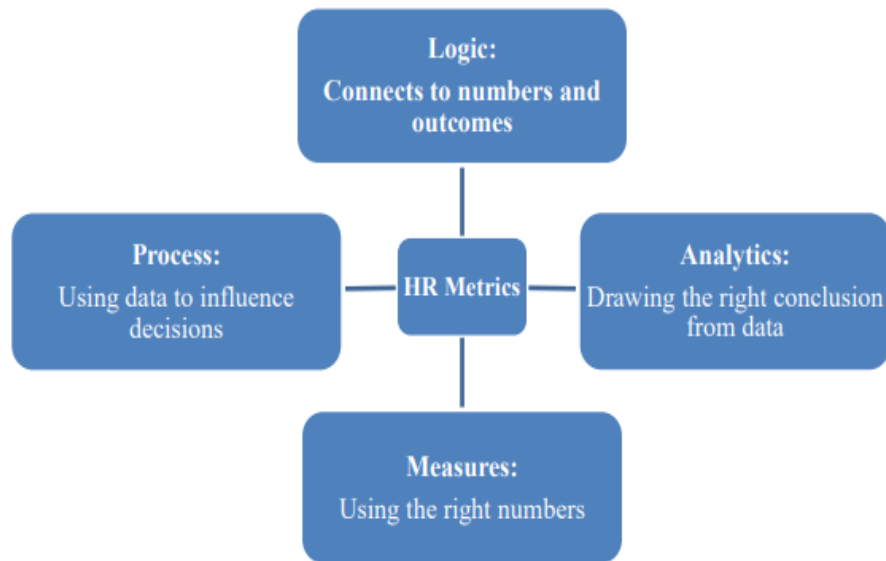 Logic:
Connects to numbers and
outcomes
Process:
Using data to influence
decisions
HR Metrics
Analytics:
Drawing the right conclusion
from data
Measures:
Using the right numbers